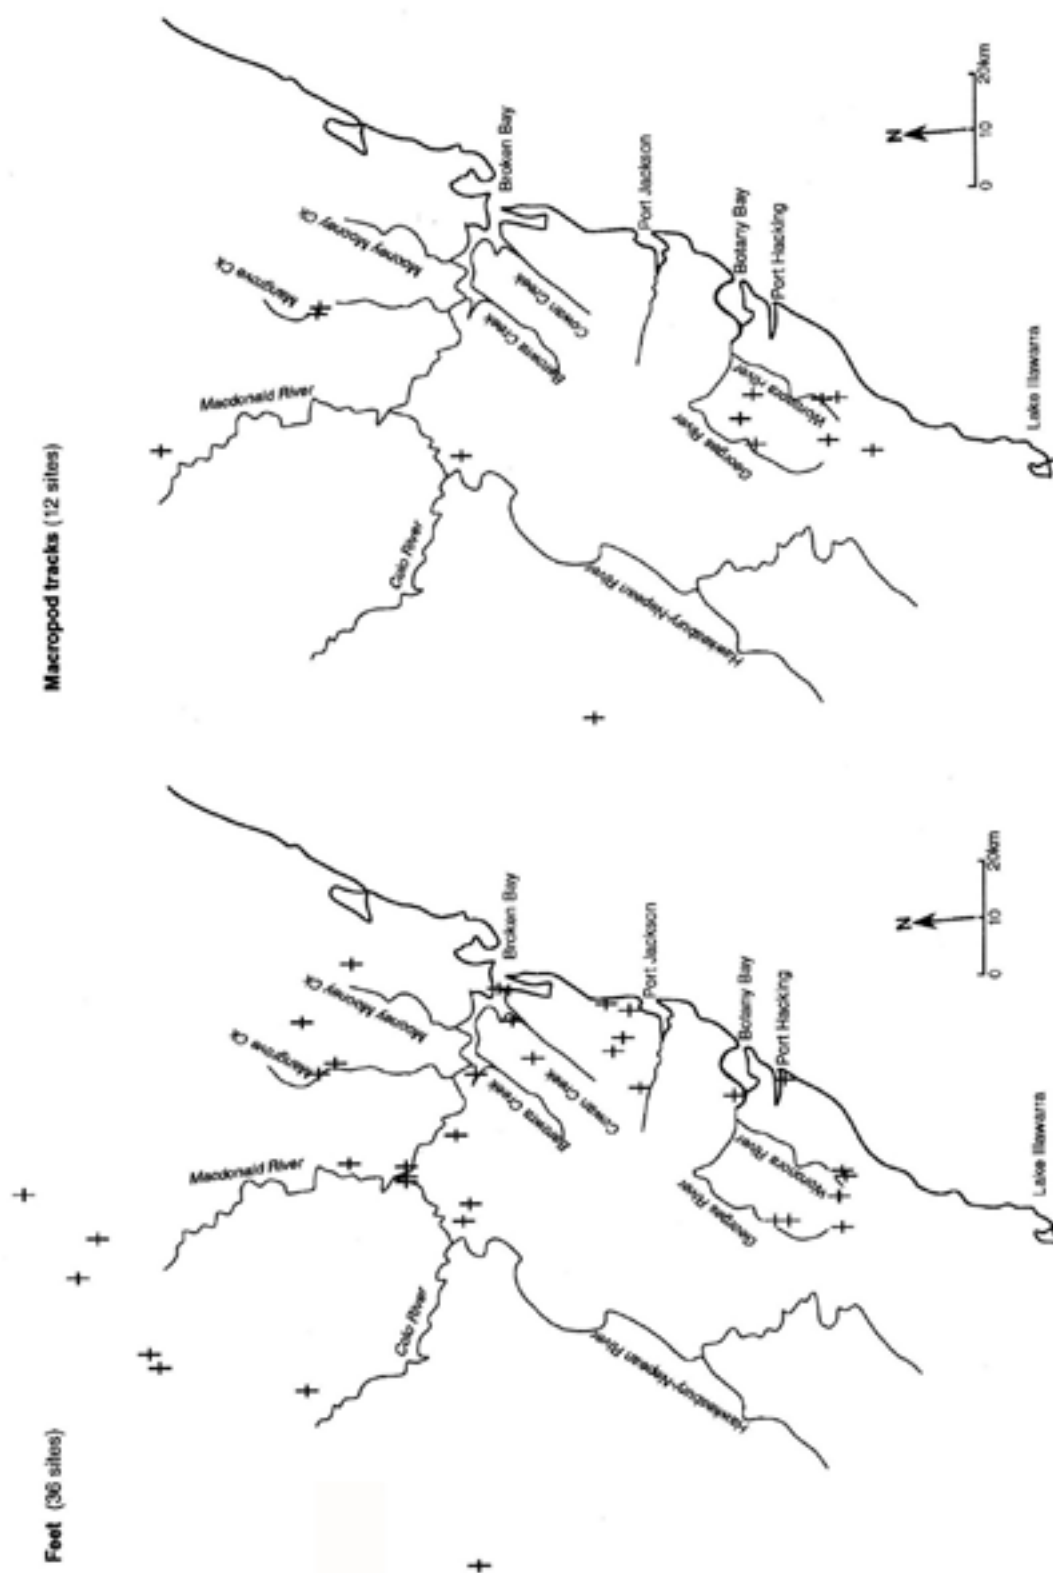 Feet (36 sites)
Macdonald River
Mangrove Ck
Mooney Mooney Ck
Colo River
Broken Bay
Berowra Creek
Cowan Creek
Port Jackson
Hawkesbury-Nepean River
Georges River
Woronora River
Botany Bay
Port Hacking
Lake Illawarra
N
0 10 20km
Macropod tracks (12 sites)
Macdonald River
Mangrove Ck
Mooney Mooney Ck
Colo River
Broken Bay
Berowra Creek
Cowan Creek
Port Jackson
Hawkesbury-Nepean River
Georges River
Woronora River
Botany Bay
Port Hacking
Lake Illawarra
N
0 10 20km